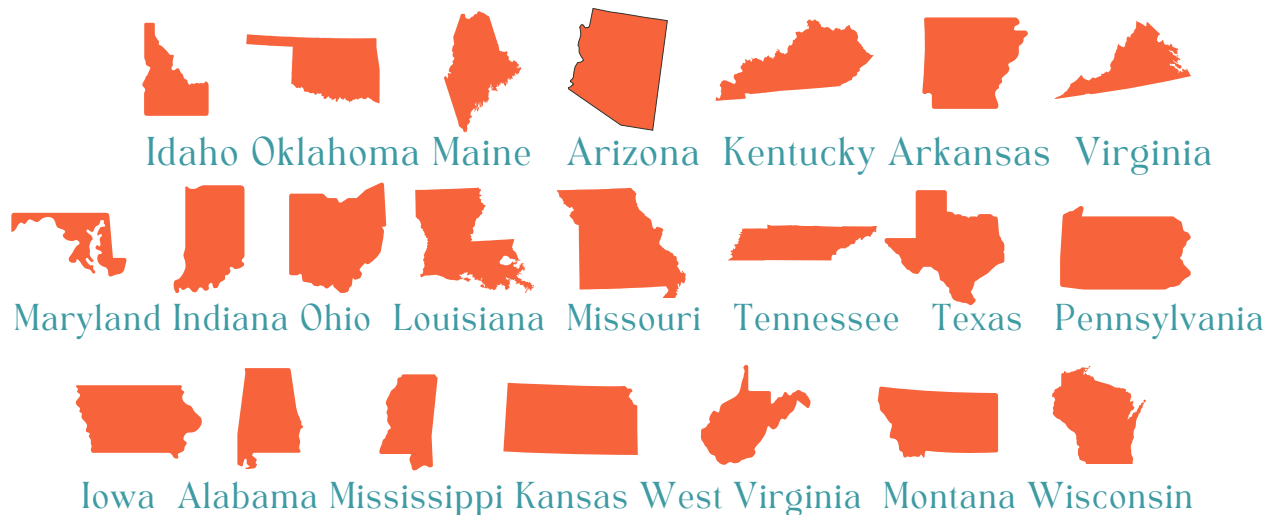 Idaho Oklahoma Maine Arizona Kentucky Arkansas Virginia
Maryland Indiana Ohio Louisiana Missouri Tennessee Texas Pennsylvania
Iowa Alabama Mississippi Kansas West Virginia Montana Wisconsin